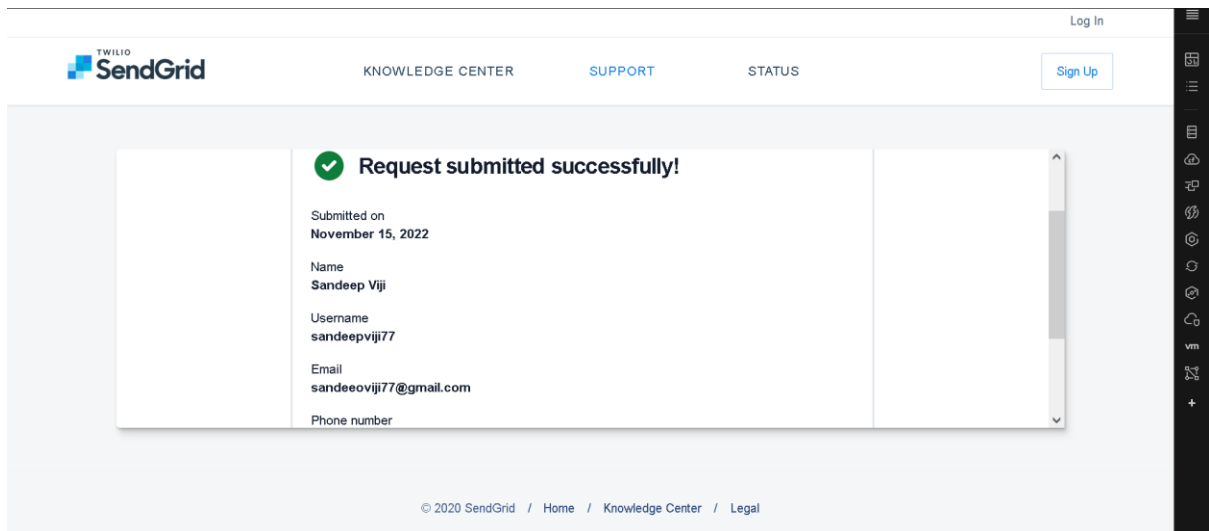 Log In
TWILIO
SendGrid
KNOWLEDGE CENTER SUPPORT STATUS
Sign Up
Request submitted successfully!
Submitted on
November 15, 2022
Name
Sandeep Viji
Username
sandeepviji77
Email
sandeeoviji77@gmail.com
Phone number
© 2020 SendGrid / Home / Knowledge Center / Legal
vm